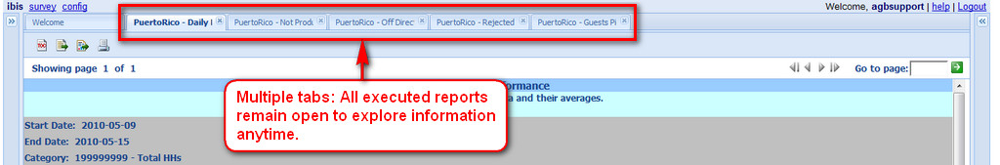 ibis survey config
Welcome, agbsupport | help | Logout
Welcome
PuertoRico - Daily
PuertoRico - Not Prod
PuertoRico - Off Direc
PuertoRico - Rejected
PuertoRico - Guests Pi
Showing page 1 of 1
Go to page:
ormance
a and their averages.
Multiple tabs: All executed reports
remain open to explore information
anytime.
Start Date: 2010-05-09
End Date: 2010-05-15
Category: 199999999 - Total HHs